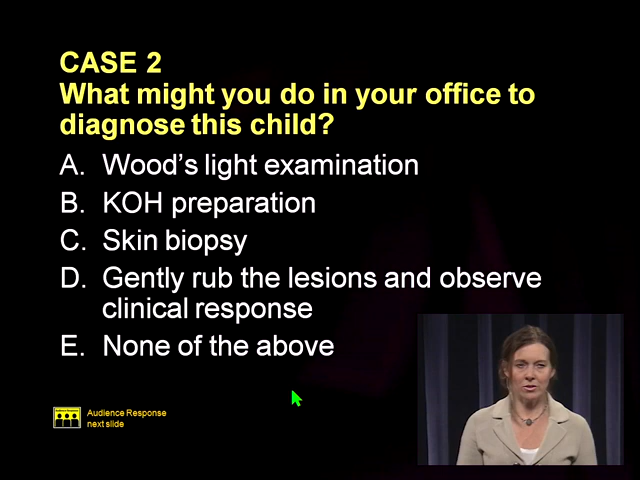 CASE 2
What might you do in your office to
diagnose this child?
A. Wood's light examination
B. KOH preparation
C. Skin biopsy
D. Gently rub the lesions and observe
clinical response
E. None of the above
Audience Response
next slide